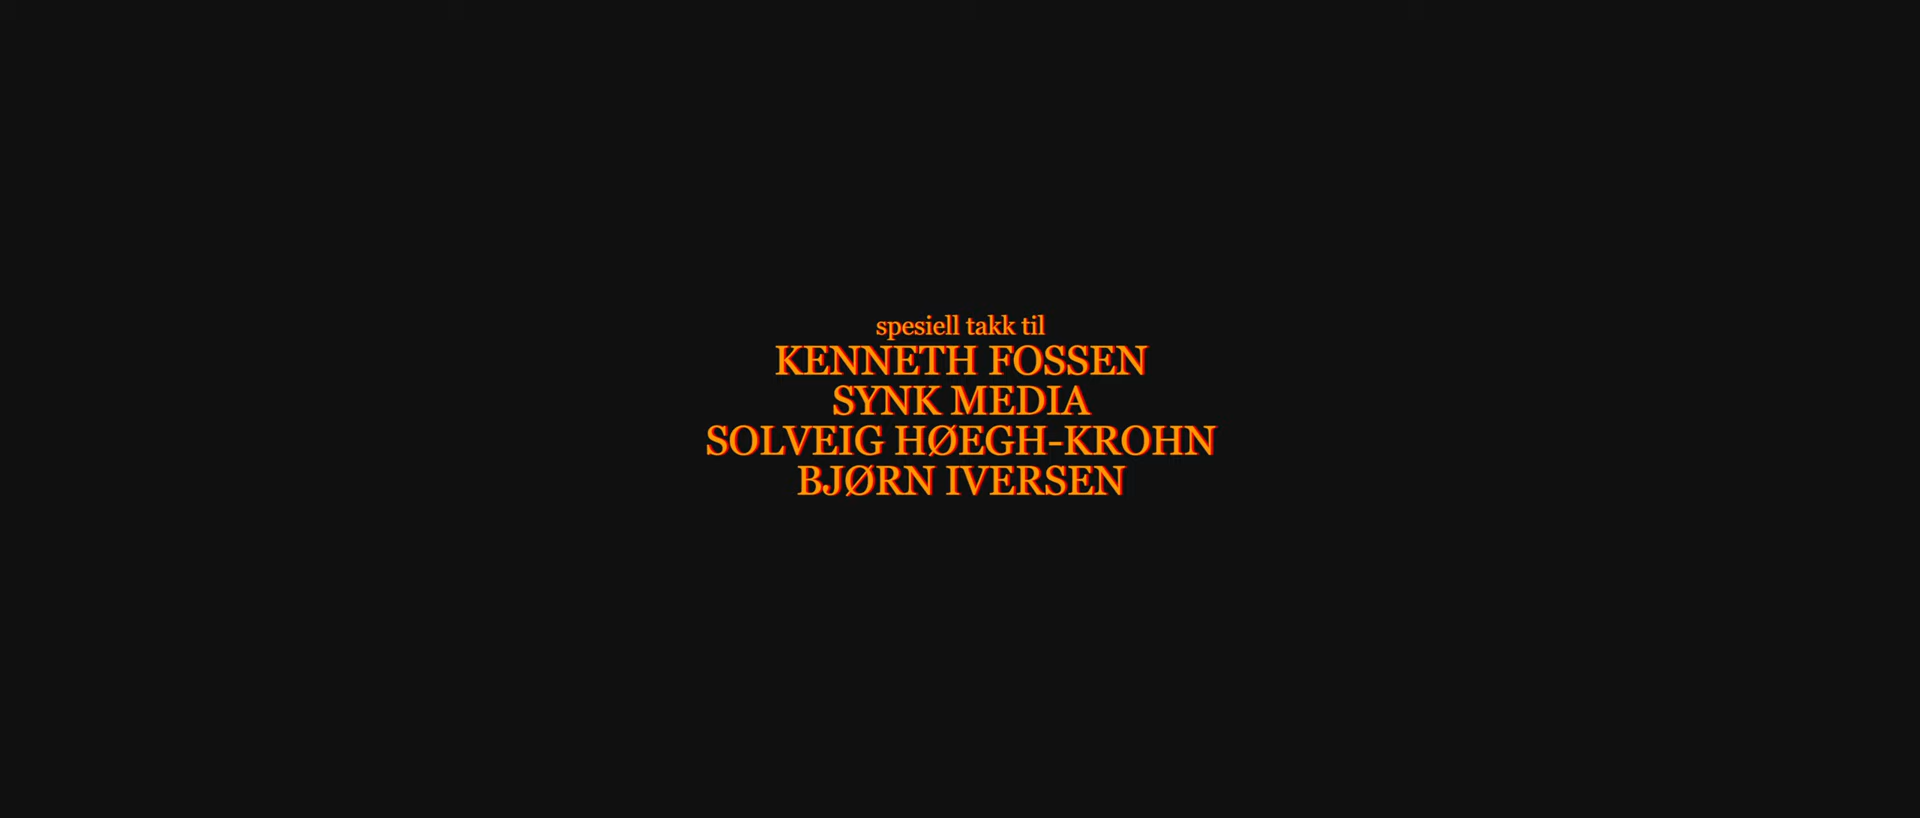 spesiell takk til
KENNETH FOSSEN
SYNK MEDIA
SOLVEIG HØEGH-KROHN
BJØRN IVERSEN